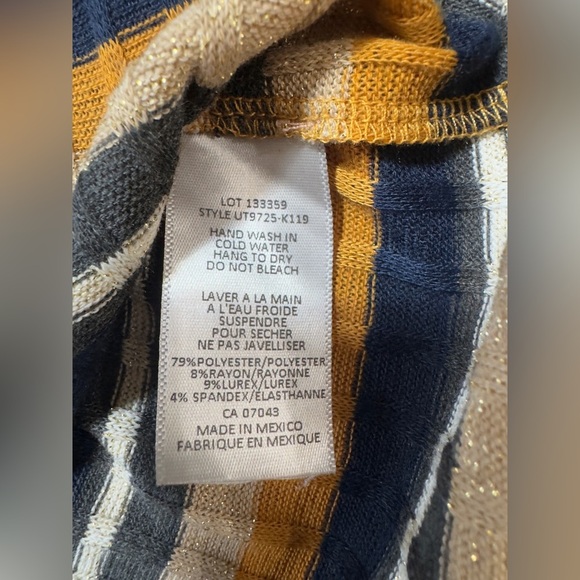 LOT 133359
STYLE UT9725-K119
HAND WASH IN
COLD WATER
HANG TO DRY
DO NOT BLEACH
LAVER A LA MAIN
A L'EAU FROIDE
SUSPENDRE
POUR SECHER
NE PAS JAVELLISER
79%POLYESTER/POLYESTER
8%RAYON/RAYONNE
9%LUREX/LUREX
4% SPANDEX/ELASTHANNE
CA 07043
MADE IN MEXICO
FABRIQUE EN MEXIQUE